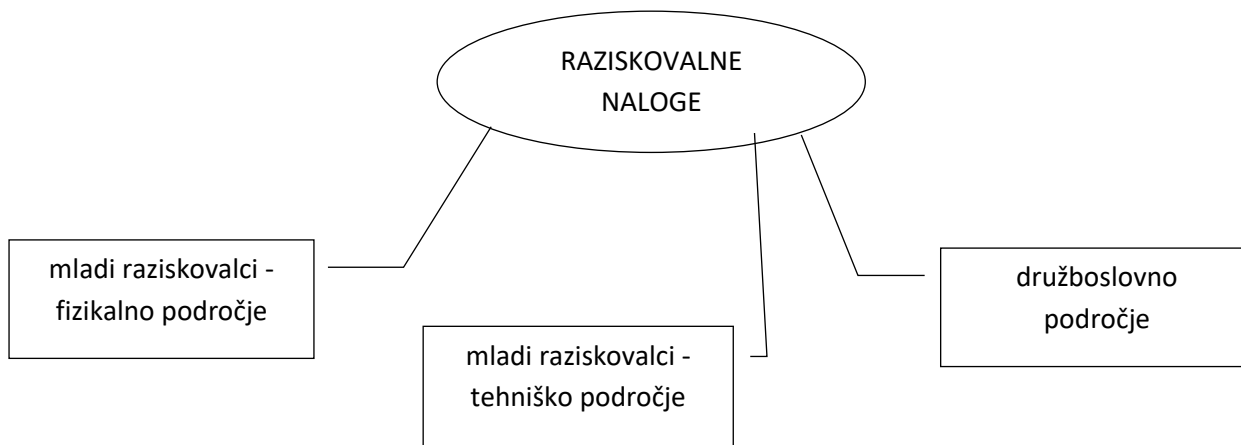 RAZISKOVALNE
NALOGE
mladi raziskovalci -
fizikalno področje
mladi raziskovalci -
tehniško področje
družboslovno
področje